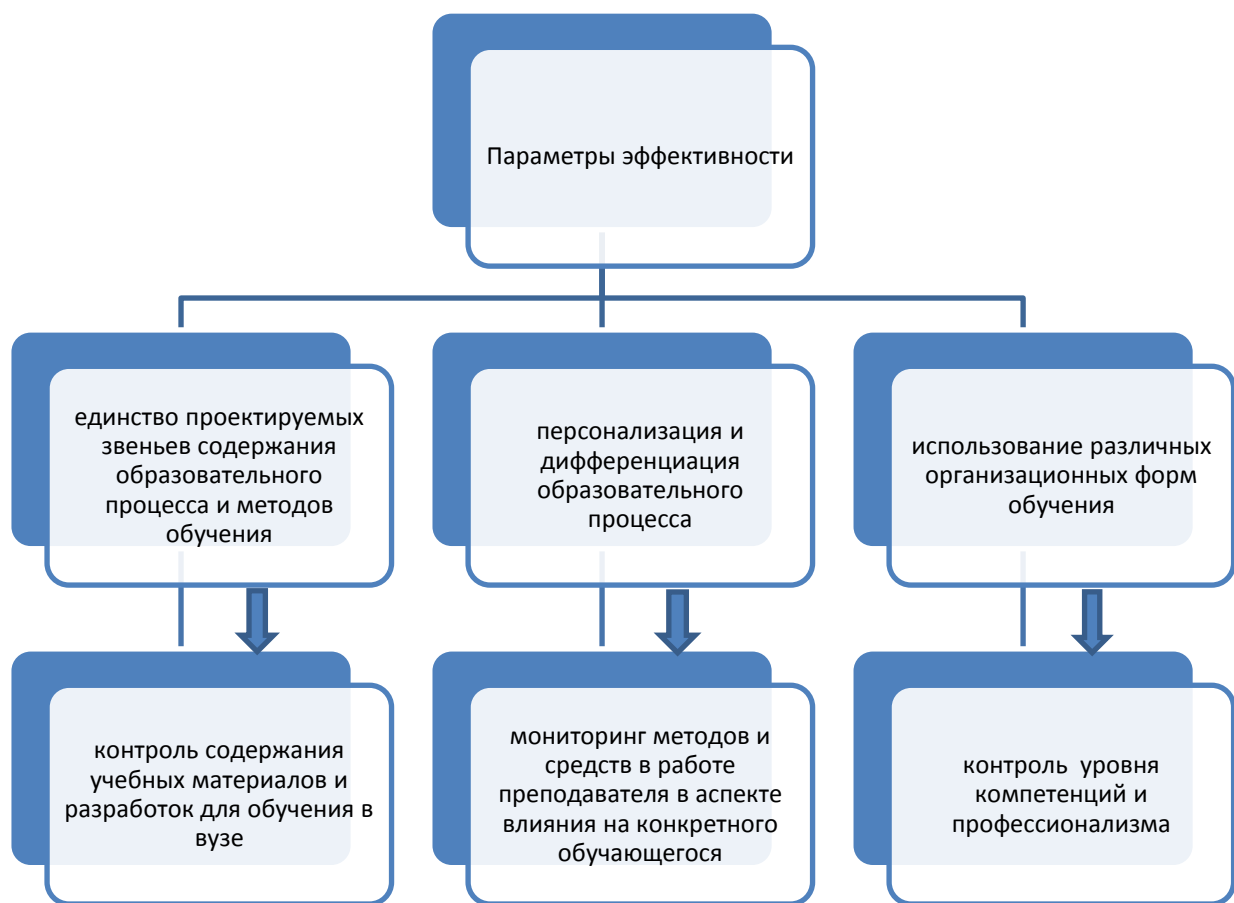 Параметры эффективности
единство проектируемых
звеньев содержания
образовательного
процесса и методов
обучения
персонализация и
дифференциация
образовательного
процесса
использование различных
организационных форм
обучения
контроль содержания
учебных материалов и
разработок для обучения в
вузе
мониторинг методов и
средств в работе
преподавателя в аспекте
влияния на конкретного
обучающегося
контроль уровня
компетенций и
профессионализма